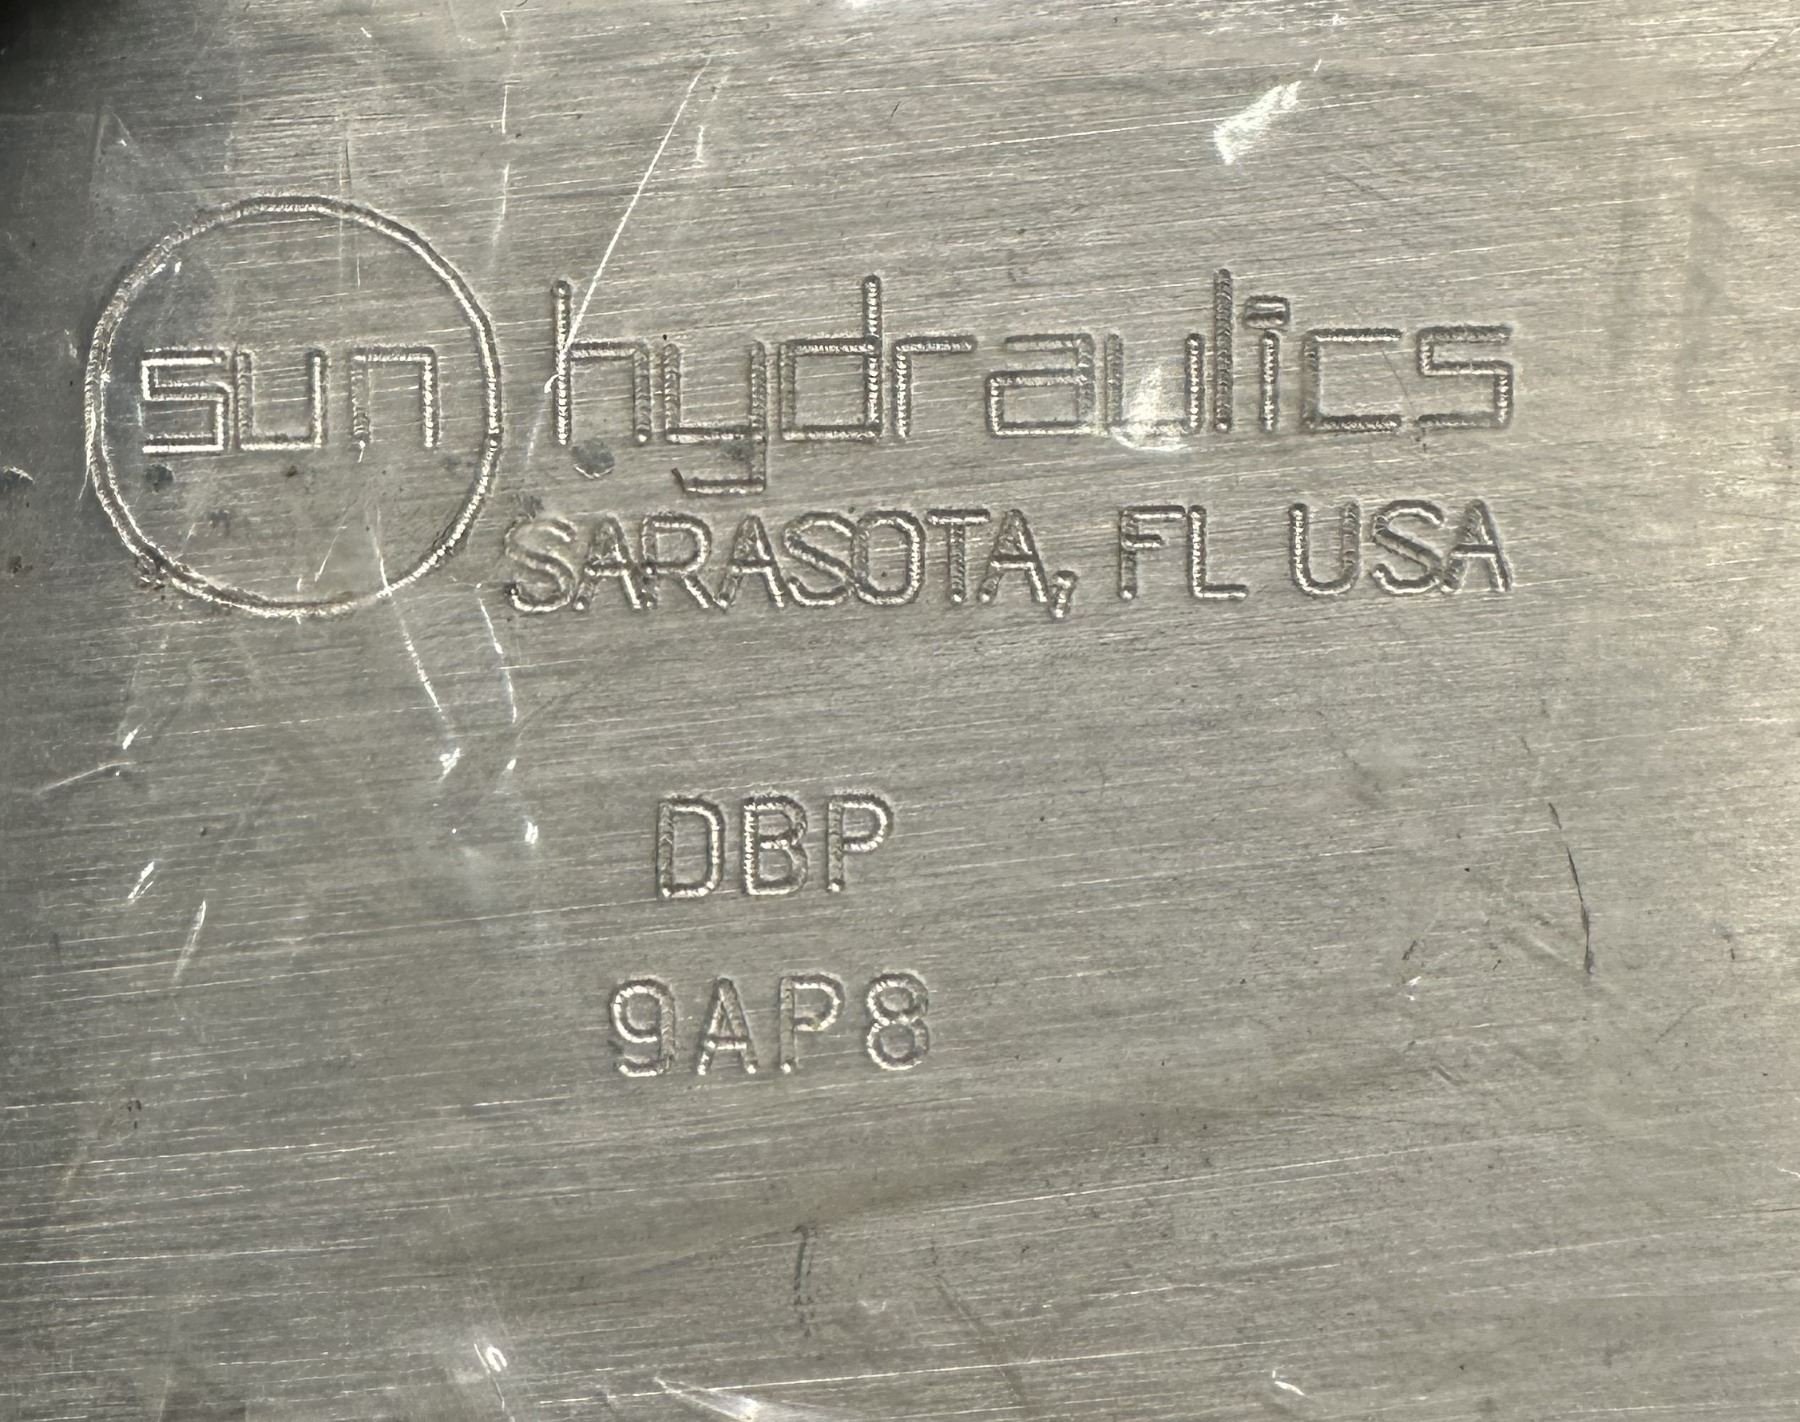 sun hydraulics
SARASOTA, FL USA
DBP
9AP8